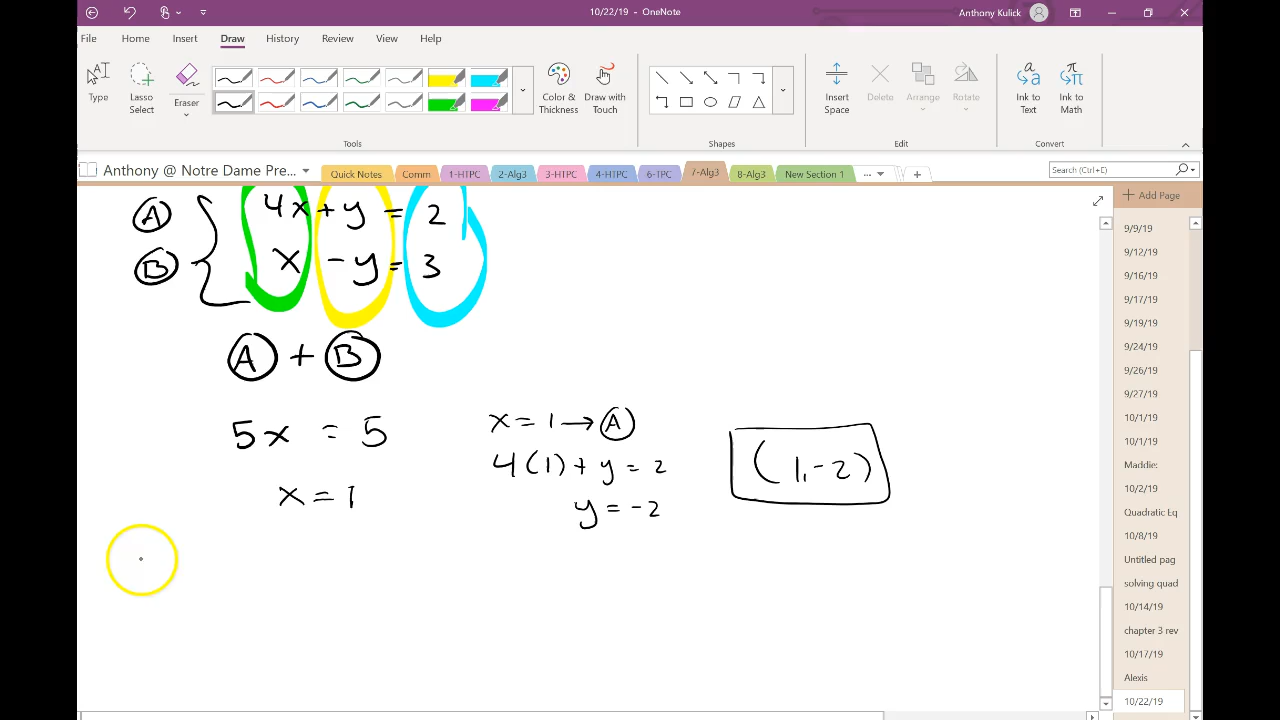 10/22/19 - OneNote
Anthony Kulick
File Home Insert Draw History Review View Help
Type
Lasso Select
Eraser
Color & Thickness
Draw with Touch
Insert Space
Delete
Arrange
Rotate
Ink to Text
Ink to Math
Tools
Shapes
Edit
Convert
Anthony @ Notre Dame Pre...
Quick Notes
Comm
1-HTPC
2-Alg3
3-HTPC
4-HTPC
6-TPC
7-Alg3
8-Alg3
New Section 1
...
Search (Ctrl+E)
Add Page
9/9/19
9/12/19
9/16/19
9/17/19
9/19/19
9/24/19
9/26/19
9/27/19
10/1/19
10/1/19
Maddie:
10/2/19
Quadratic Eq
10/8/19
Untitled pag
solving quad
10/14/19
chapter 3 rev
10/17/19
Alexis
10/22/19
A 4x + y = 2
B x - y = 3
A + B
5x = 5
x = 1
x = 1 → A
4(1) + y = 2
y = -2
(1, -2)